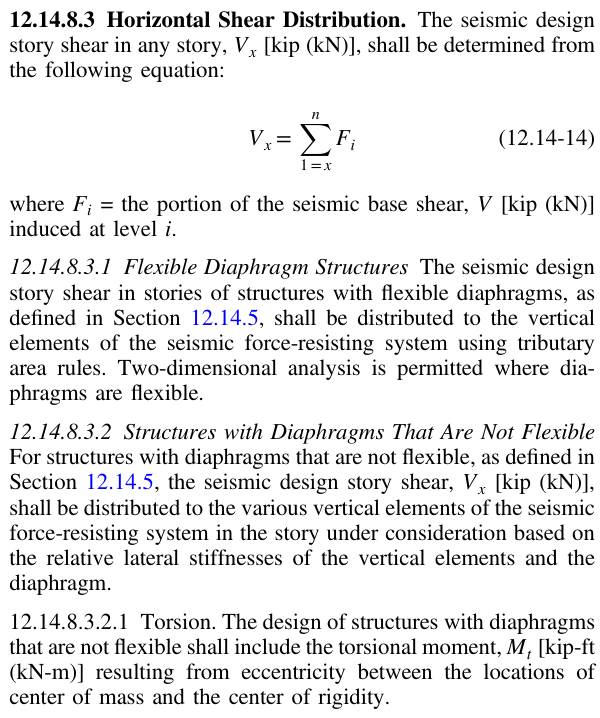 12.14.8.3 Horizontal Shear Distribution. The seismic design
story shear in any story, Vx [kip (kN)], shall be determined from
the following equation:
n
Vx = ∑ Fi (12.14-14)
1=x
where Fi = the portion of the seismic base shear, V [kip (kN)]
induced at level i.
12.14.8.3.1 Flexible Diaphragm Structures The seismic design
story shear in stories of structures with flexible diaphragms, as
defined in Section 12.14.5, shall be distributed to the vertical
elements of the seismic force-resisting system using tributary
area rules. Two-dimensional analysis is permitted where dia-
phragms are flexible.
12.14.8.3.2 Structures with Diaphragms That Are Not Flexible
For structures with diaphragms that are not flexible, as defined in
Section 12.14.5, the seismic design story shear, Vx [kip (kN)],
shall be distributed to the various vertical elements of the seismic
force-resisting system in the story under consideration based on
the relative lateral stiffnesses of the vertical elements and the
diaphragm.
12.14.8.3.2.1 Torsion. The design of structures with diaphragms
that are not flexible shall include the torsional moment, Mt [kip-ft
(kN-m)] resulting from eccentricity between the locations of
center of mass and the center of rigidity.